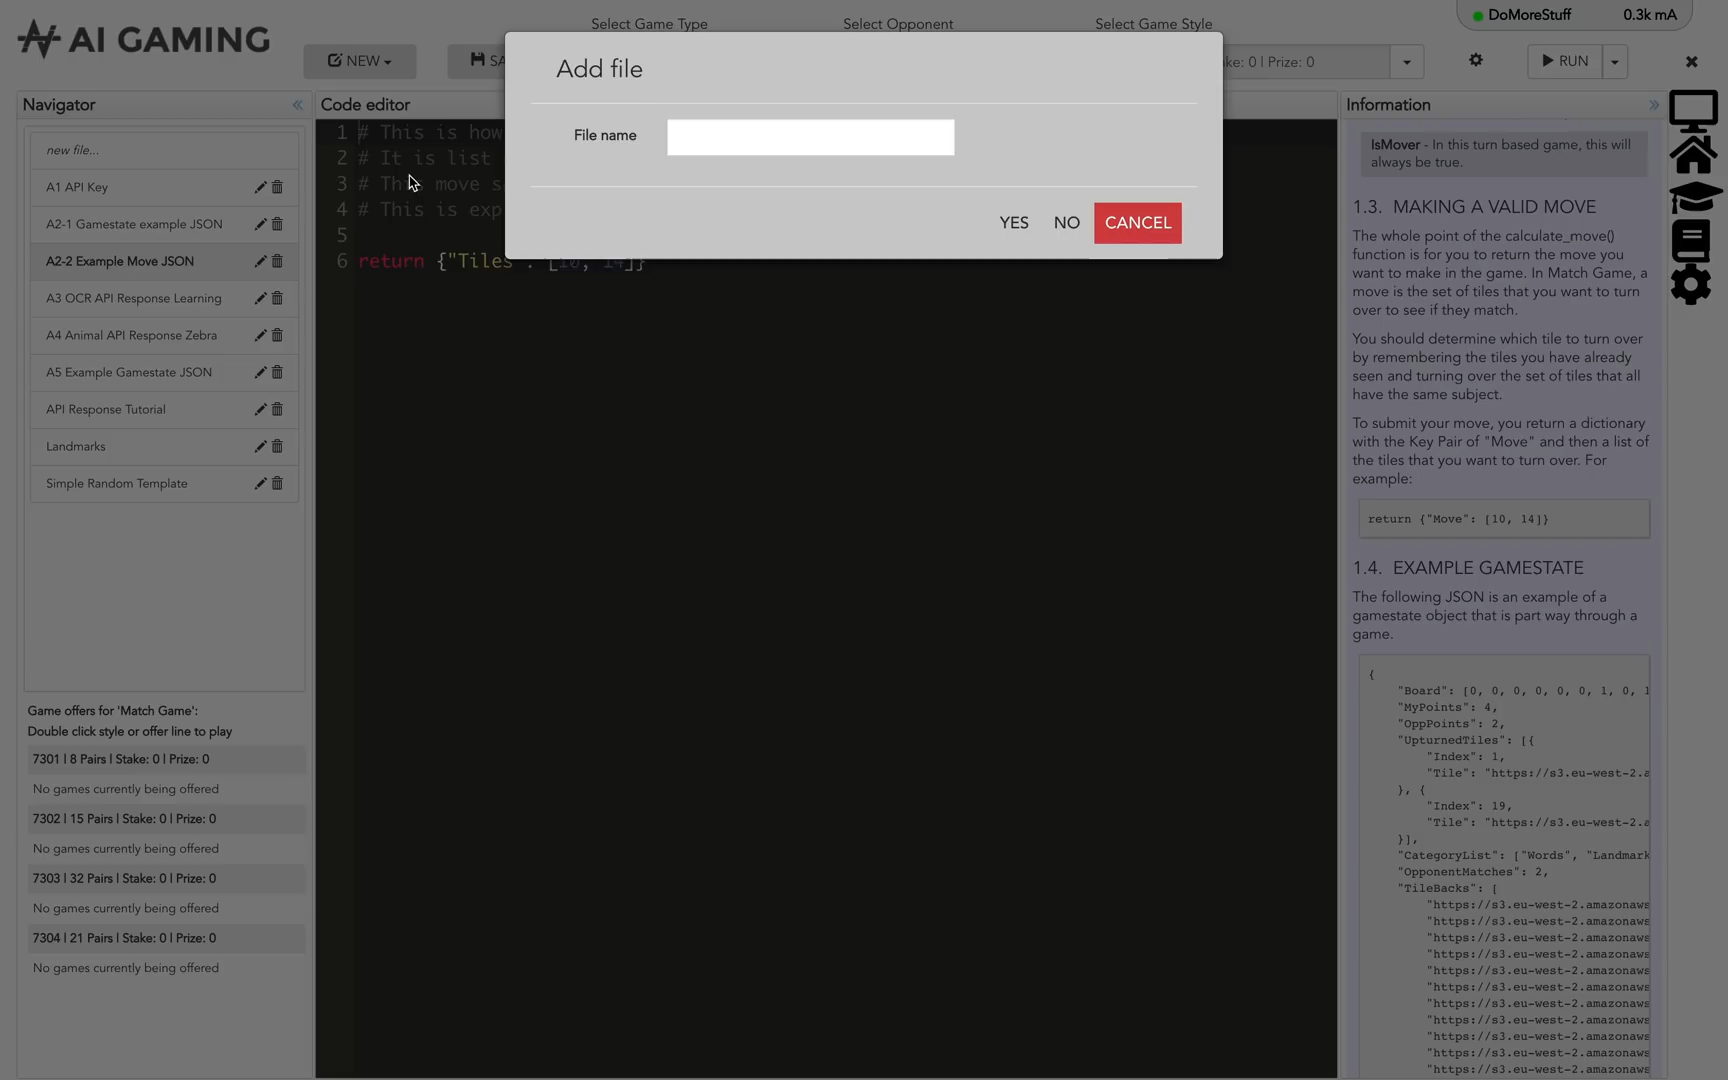 AI GAMING
Select Game Type
Select Opponent
Select Game Style
DoMoreStuff 0.3k mA
NEW
SA
ke: 0 | Prize: 0
RUN
Add file
File name
YES NO CANCEL
Navigator
new file...
A1 API Key
A2-1 Gamestate example JSON
A2-2 Example Move JSON
A3 OCR API Response Learning
A4 Animal API Response Zebra
A5 Example Gamestate JSON
API Response Tutorial
Landmarks
Simple Random Template
Game offers for 'Match Game':
Double click style or offer line to play
7301 | 8 Pairs | Stake: 0 | Prize: 0
No games currently being offered
7302 | 15 Pairs | Stake: 0 | Prize: 0
No games currently being offered
7303 | 32 Pairs | Stake: 0 | Prize: 0
No games currently being offered
7304 | 21 Pairs | Stake: 0 | Prize: 0
No games currently being offered
Code editor
1 # This is how
2 # It is list
3 # This move s
4 # This is exp
5
6 return {"Tiles": [10, 14]}
Information
IsMover - In this turn based game, this will
always be true.
1.3. MAKING A VALID MOVE
The whole point of the calculate_move()
function is for you to return the move you
want to make in the game. In Match Game, a
move is the set of tiles that you want to turn
over to see if they match.
You should determine which tile to turn over
by remembering the tiles you have already
seen and turning over the set of tiles that all
have the same subject.
To submit your move, you return a dictionary
with the Key Pair of "Move" and then a list of
the tiles that you want to turn over. For
example:
return {"Move": [10, 14]}
1.4. EXAMPLE GAMESTATE
The following JSON is an example of a
gamestate object that is part way through a
game.
{
"Board": [0, 0, 0, 0, 0, 0, 1, 0, 1
"MyPoints": 4,
"OppPoints": 2,
"UpturnedTiles": [{
"Index": 1,
"Tile": "https://s3.eu-west-2.a
}, {
"Index": 19,
"Tile": "https://s3.eu-west-2.a
}],
"CategoryList": ["Words", "Landmark
"OpponentMatches": 2,
"TileBacks": [
"https://s3.eu-west-2.amazonaws
"https://s3.eu-west-2.amazonaws
"https://s3.eu-west-2.amazonaws
"https://s3.eu-west-2.amazonaws
"https://s3.eu-west-2.amazonaws
"https://s3.eu-west-2.amazonaws
"https://s3.eu-west-2.amazonaws
"https://s3.eu-west-2.amazonaws
"https://s3.eu-west-2.amazonaws
"https://s3.eu-west-2.amazonaws
"https://s3.eu-west-2.amazonaws